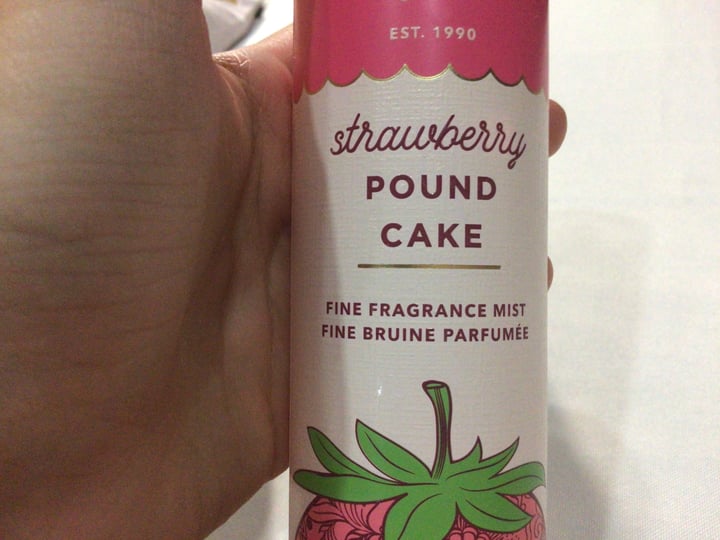 EST. 1990
strawberry
POUND
CAKE
FINE FRAGRANCE MIST
FINE BRUINE PARFUMÉE